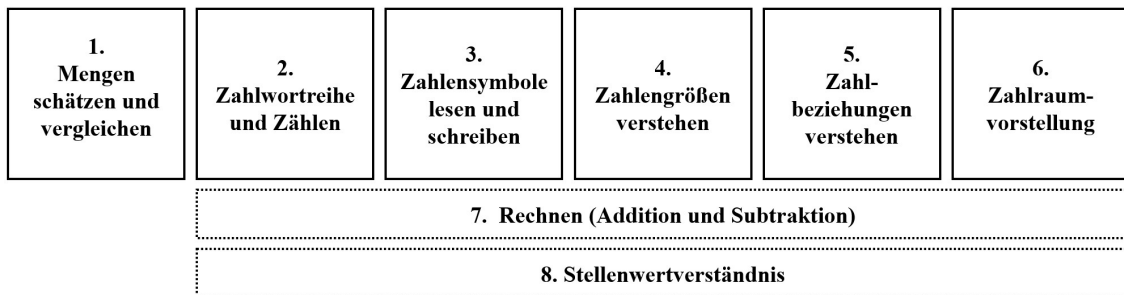 1.
Mengen
schätzen und
vergleichen
2.
Zahlwortreihe
und Zählen
3.
Zahlensymbole
lesen und
schreiben
4.
Zahlengrößen
verstehen
5.
Zahl-
beziehungen
verstehen
6.
Zahlraum-
vorstellung
7. Rechnen (Addition und Subtraktion)
8. Stellenwertverständnis